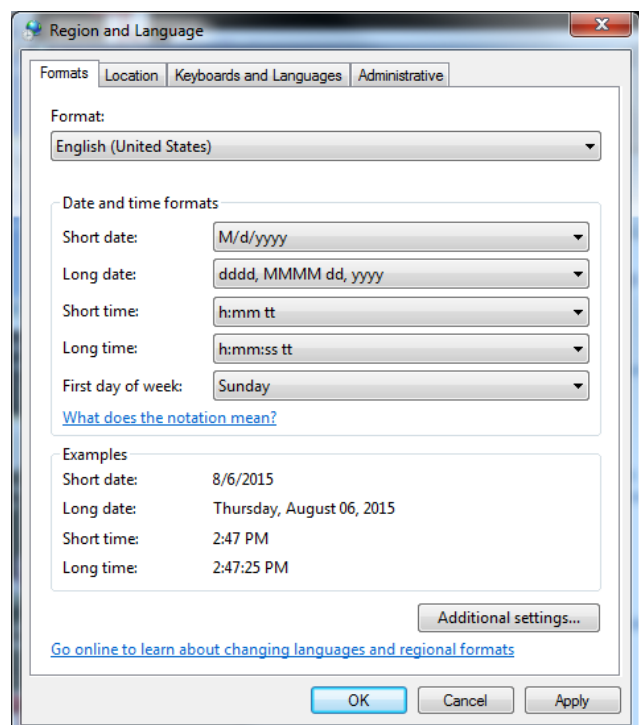 Region and Language
Formats Location Keyboards and Languages Administrative
Format:
English (United States)
Date and time formats
Short date: M/d/yyyy
Long date: dddd, MMMM dd, yyyy
Short time: h:mm tt
Long time: h:mm:ss tt
First day of week: Sunday
What does the notation mean?
Examples
Short date: 8/6/2015
Long date: Thursday, August 06, 2015
Short time: 2:47 PM
Long time: 2:47:25 PM
Additional settings...
Go online to learn about changing languages and regional formats
OK Cancel Apply